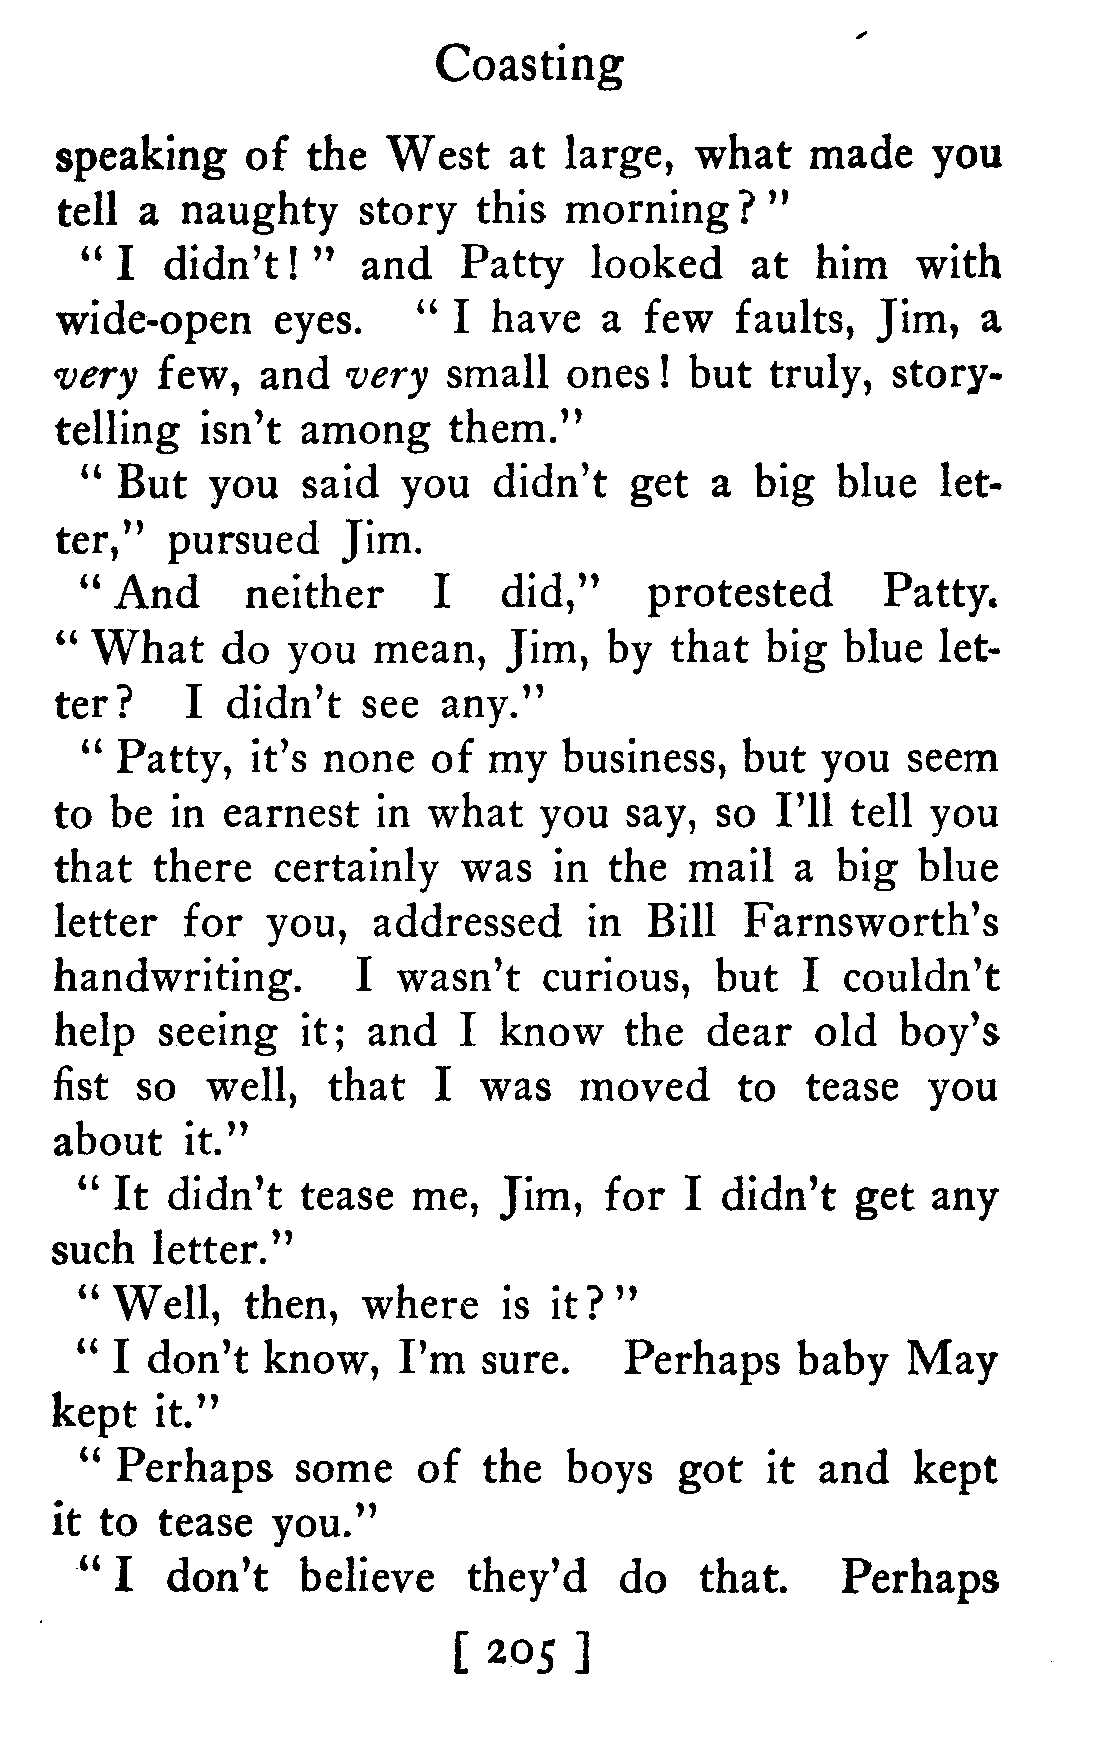 Coasting
speaking of the West at large, what made you
tell a naughty story this morning?"
"I didn't!" and Patty looked at him with
wide-open eyes. "I have a few faults, Jim, a
very few, and very small ones! but truly, story-
telling isn't among them."
"But you said you didn't get a big blue let-
ter," pursued Jim.
"And neither I did," protested Patty.
"What do you mean, Jim, by that big blue let-
ter? I didn't see any."
"Patty, it's none of my business, but you seem
to be in earnest in what you say, so I'll tell you
that there certainly was in the mail a big blue
letter for you, addressed in Bill Farnsworth's
handwriting. I wasn't curious, but I couldn't
help seeing it; and I know the dear old boy's
fist so well, that I was moved to tease you
about it."
"It didn't tease me, Jim, for I didn't get any
such letter."
"Well, then, where is it?"
"I don't know, I'm sure. Perhaps baby May
kept it."
"Perhaps some of the boys got it and kept
it to tease you."
"I don't believe they'd do that. Perhaps
[ 205 ]